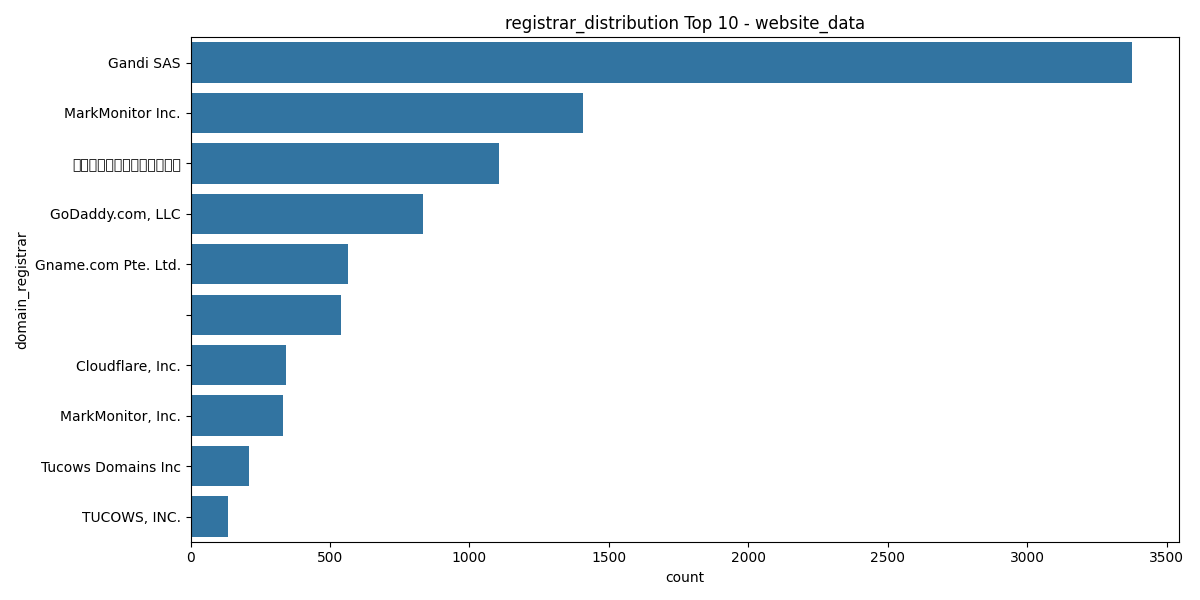 registrar_distribution Top 10 - website_data
Gandi SAS
MarkMonitor Inc.
GoDaddy.com, LLC
Gname.com Pte. Ltd.
Cloudflare, Inc.
MarkMonitor, Inc.
Tucows Domains Inc
TUCOWS, INC.
domain_registrar
0 500 1000 1500 2000 2500 3000 3500
count